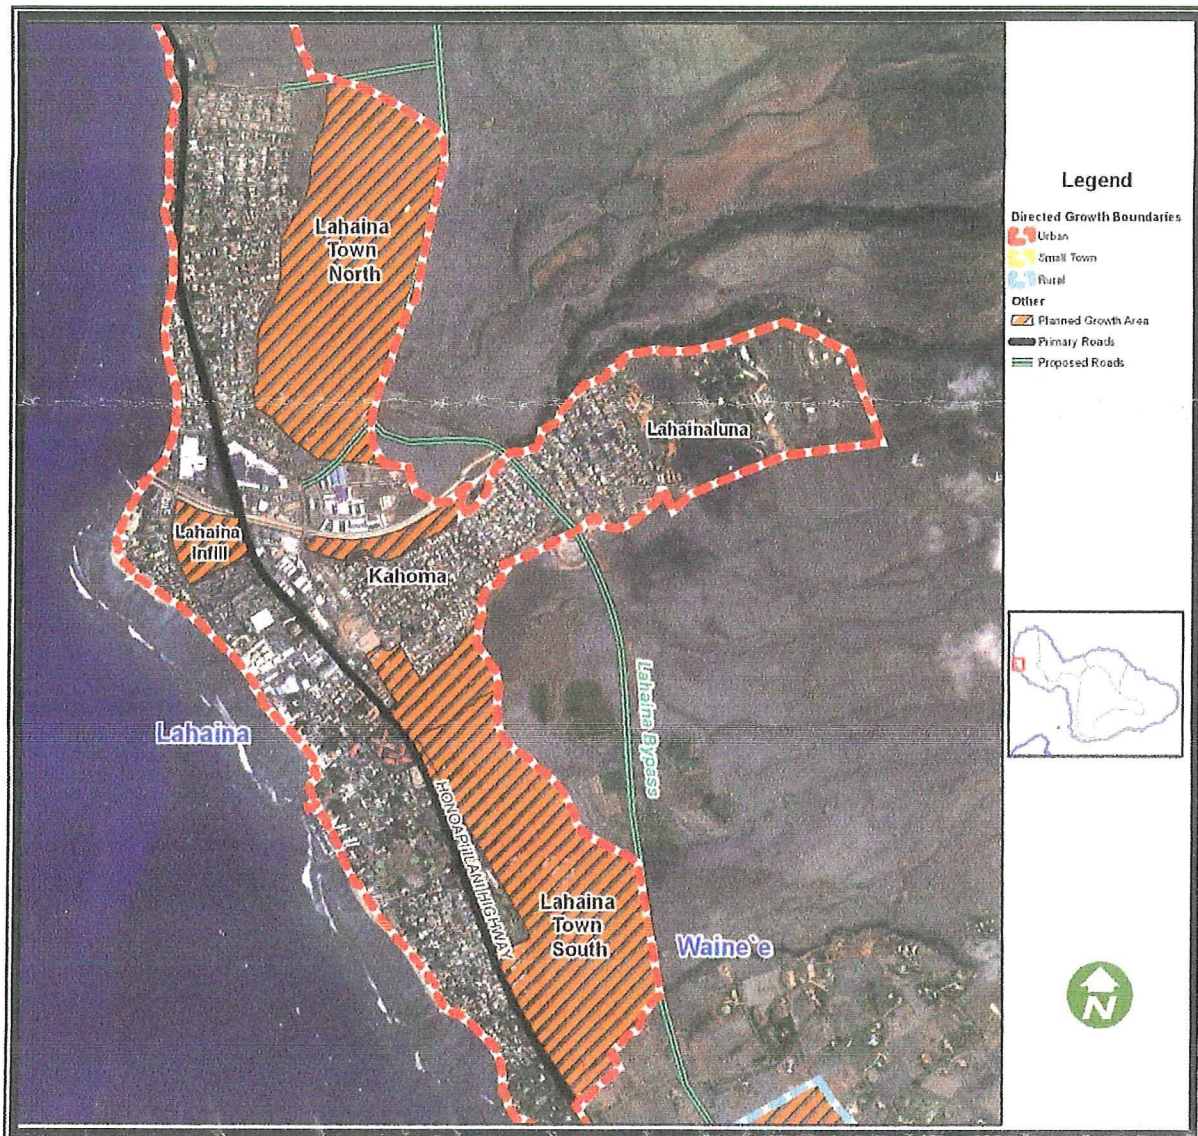 Lahaina
Town
North
Lahainaluna
Lahaina
Infill
Kahoma
Lahaina
Lahaina Bypass
HONOAPIILANI HIGHWAY
Lahaina
Town
South
Waine'e
Legend
Directed Growth Boundaries
Urban
Small Town
Rural
Other
Planned Growth Area
Primary Roads
Proposed Roads
N